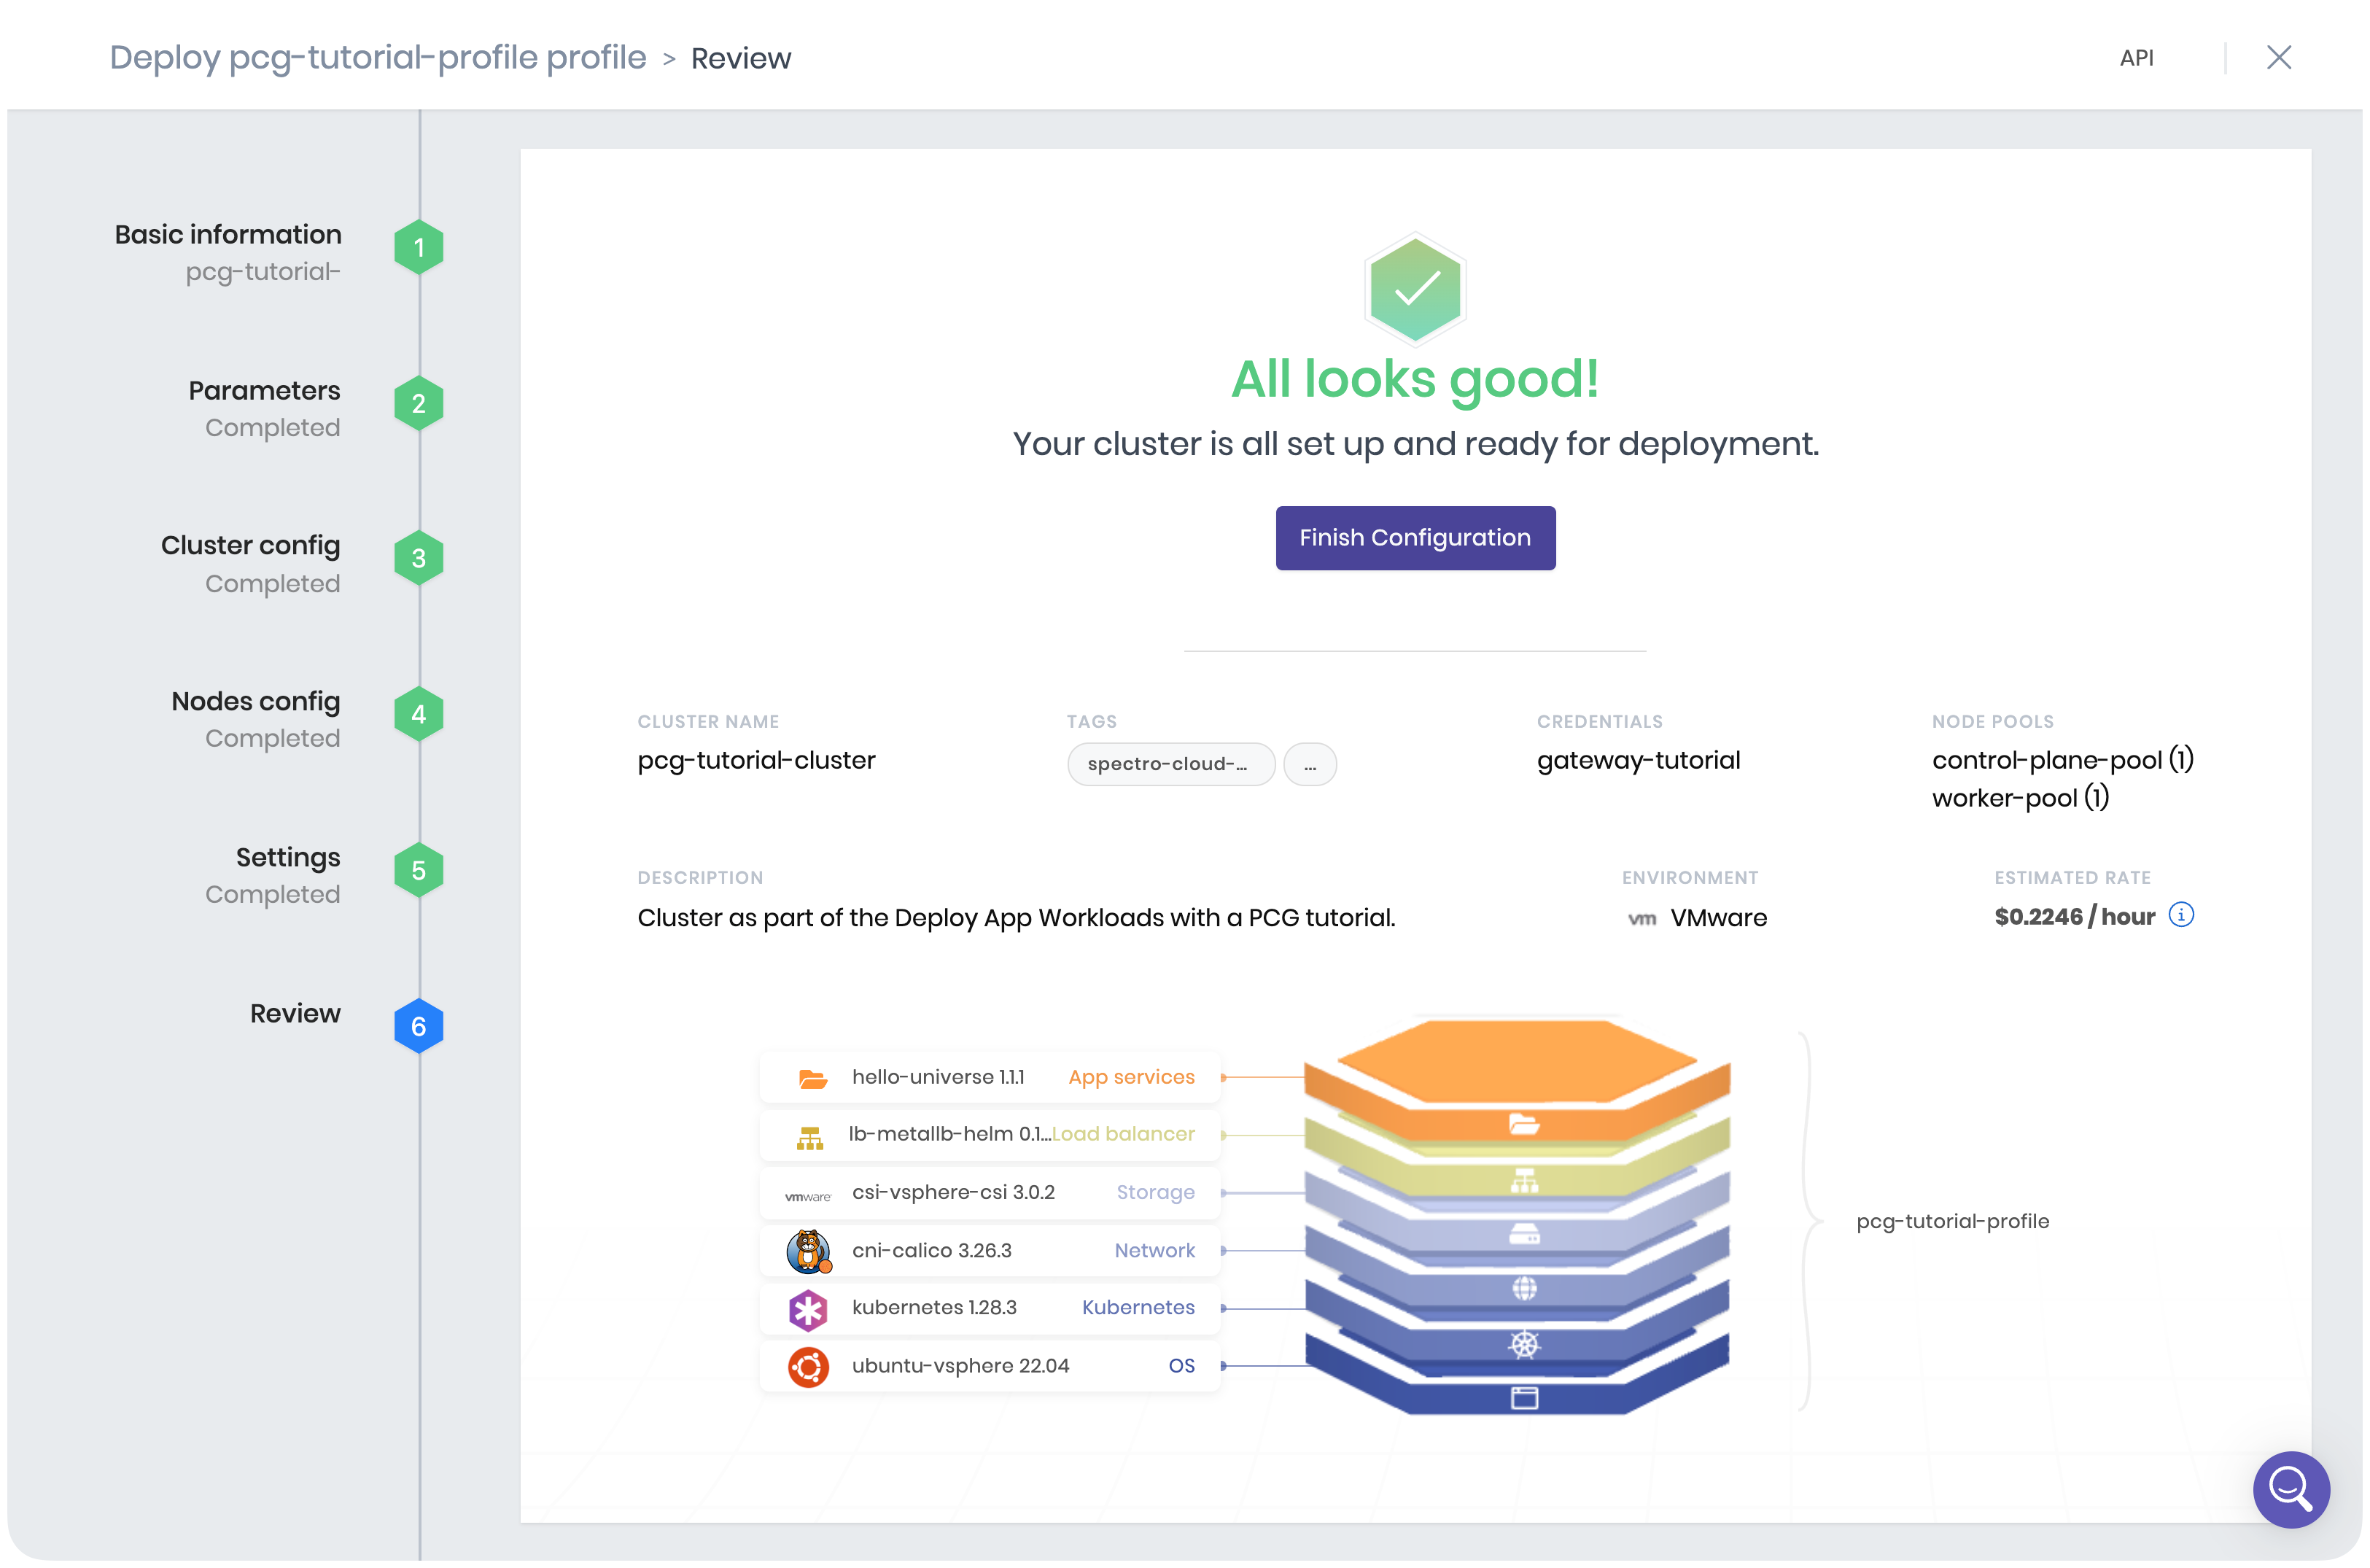 Deploy pcg-tutorial-profile profile > Review
API
Basic information
pcg-tutorial-
1
Parameters
Completed
2
Cluster config
Completed
3
Nodes config
Completed
4
Settings
Completed
5
Review
6
All looks good!
Your cluster is all set up and ready for deployment.
Finish Configuration
CLUSTER NAME
pcg-tutorial-cluster
TAGS
spectro-cloud-...
...
CREDENTIALS
gateway-tutorial
NODE POOLS
control-plane-pool (1)
worker-pool (1)
DESCRIPTION
Cluster as part of the Deploy App Workloads with a PCG tutorial.
ENVIRONMENT
vm VMware
ESTIMATED RATE
$0.2246 / hour
hello-universe 1.1.1 App services
lb-metallb-helm 0.1... Load balancer
vmware csi-vsphere-csi 3.0.2 Storage
cni-calico 3.26.3 Network
kubernetes 1.28.3 Kubernetes
ubuntu-vsphere 22.04 OS
pcg-tutorial-profile